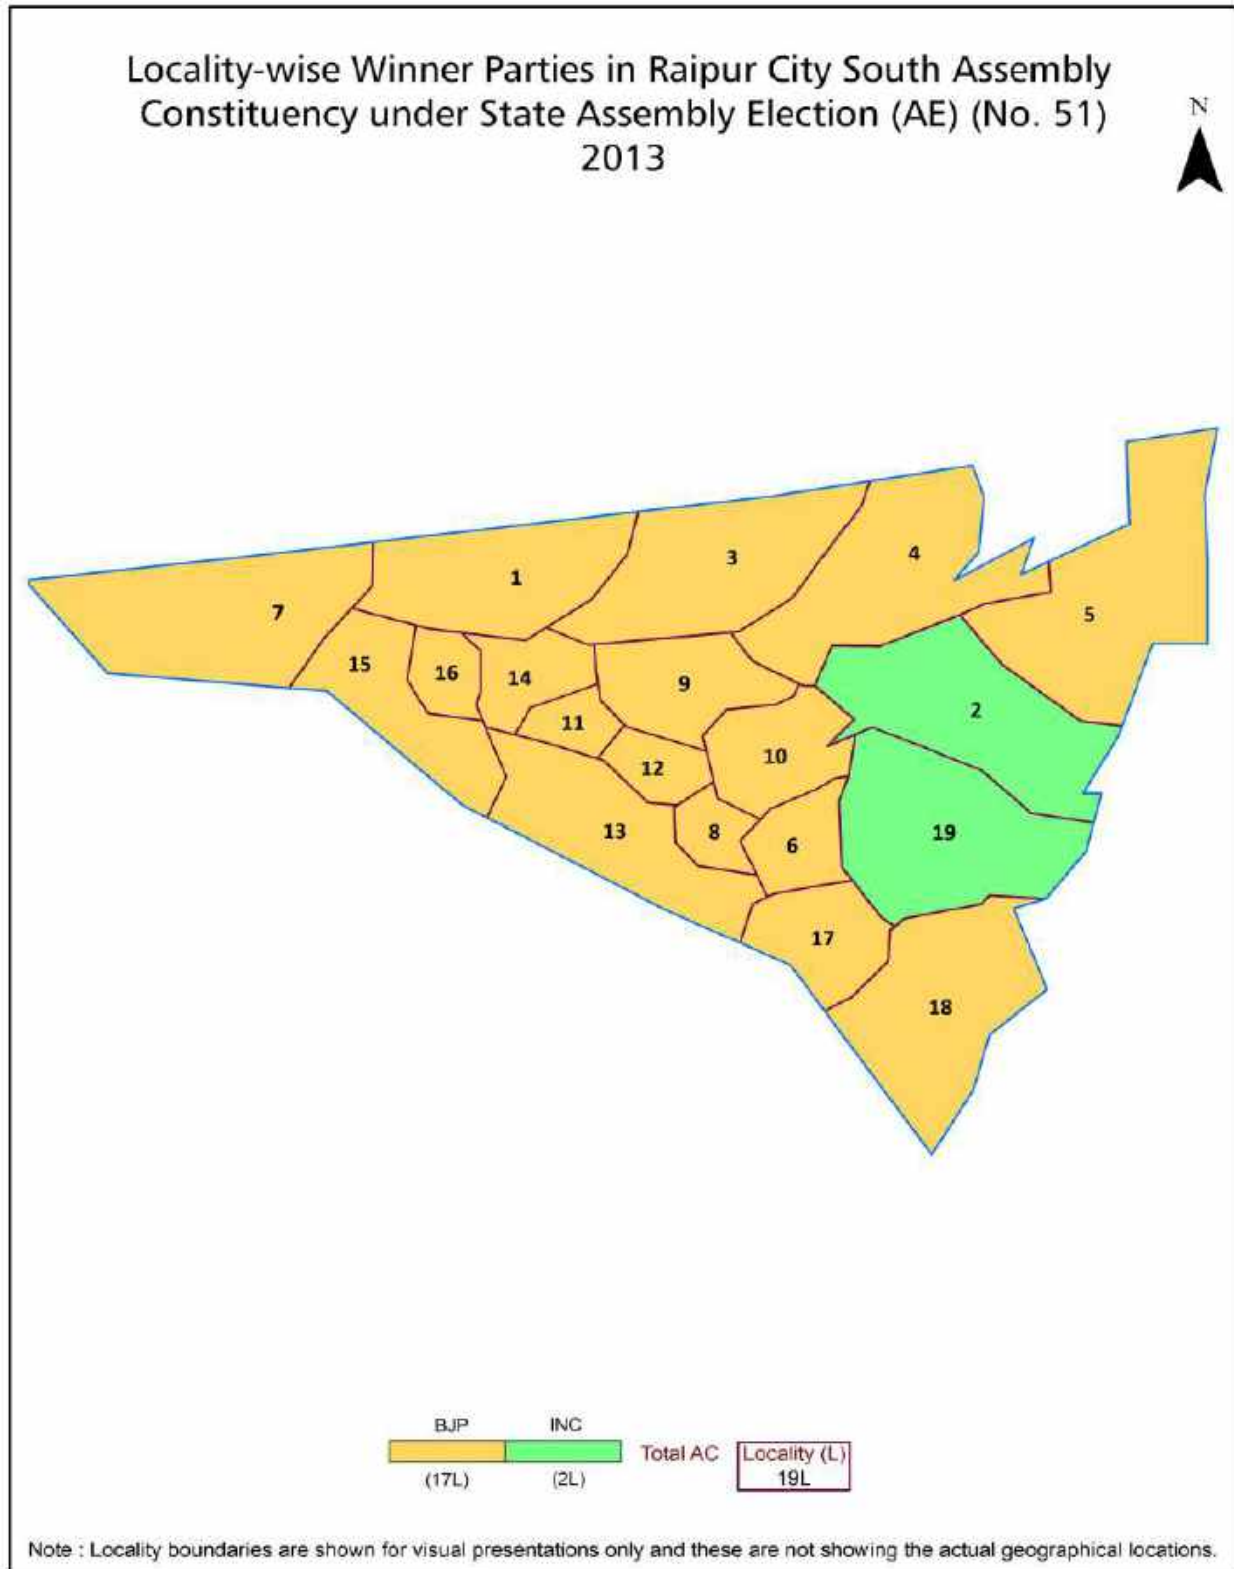 Locality-wise Winner Parties in Raipur City South Assembly
Constituency under State Assembly Election (AE) (No. 51)
2013
N
1
3
4
5
7
15
16
14
9
2
11
12
10
13
8
6
19
17
18
BJP INC
Total AC Locality (L)
(17L) (2L) 19L
Note : Locality boundaries are shown for visual presentations only and these are not showing the actual geographical locations.